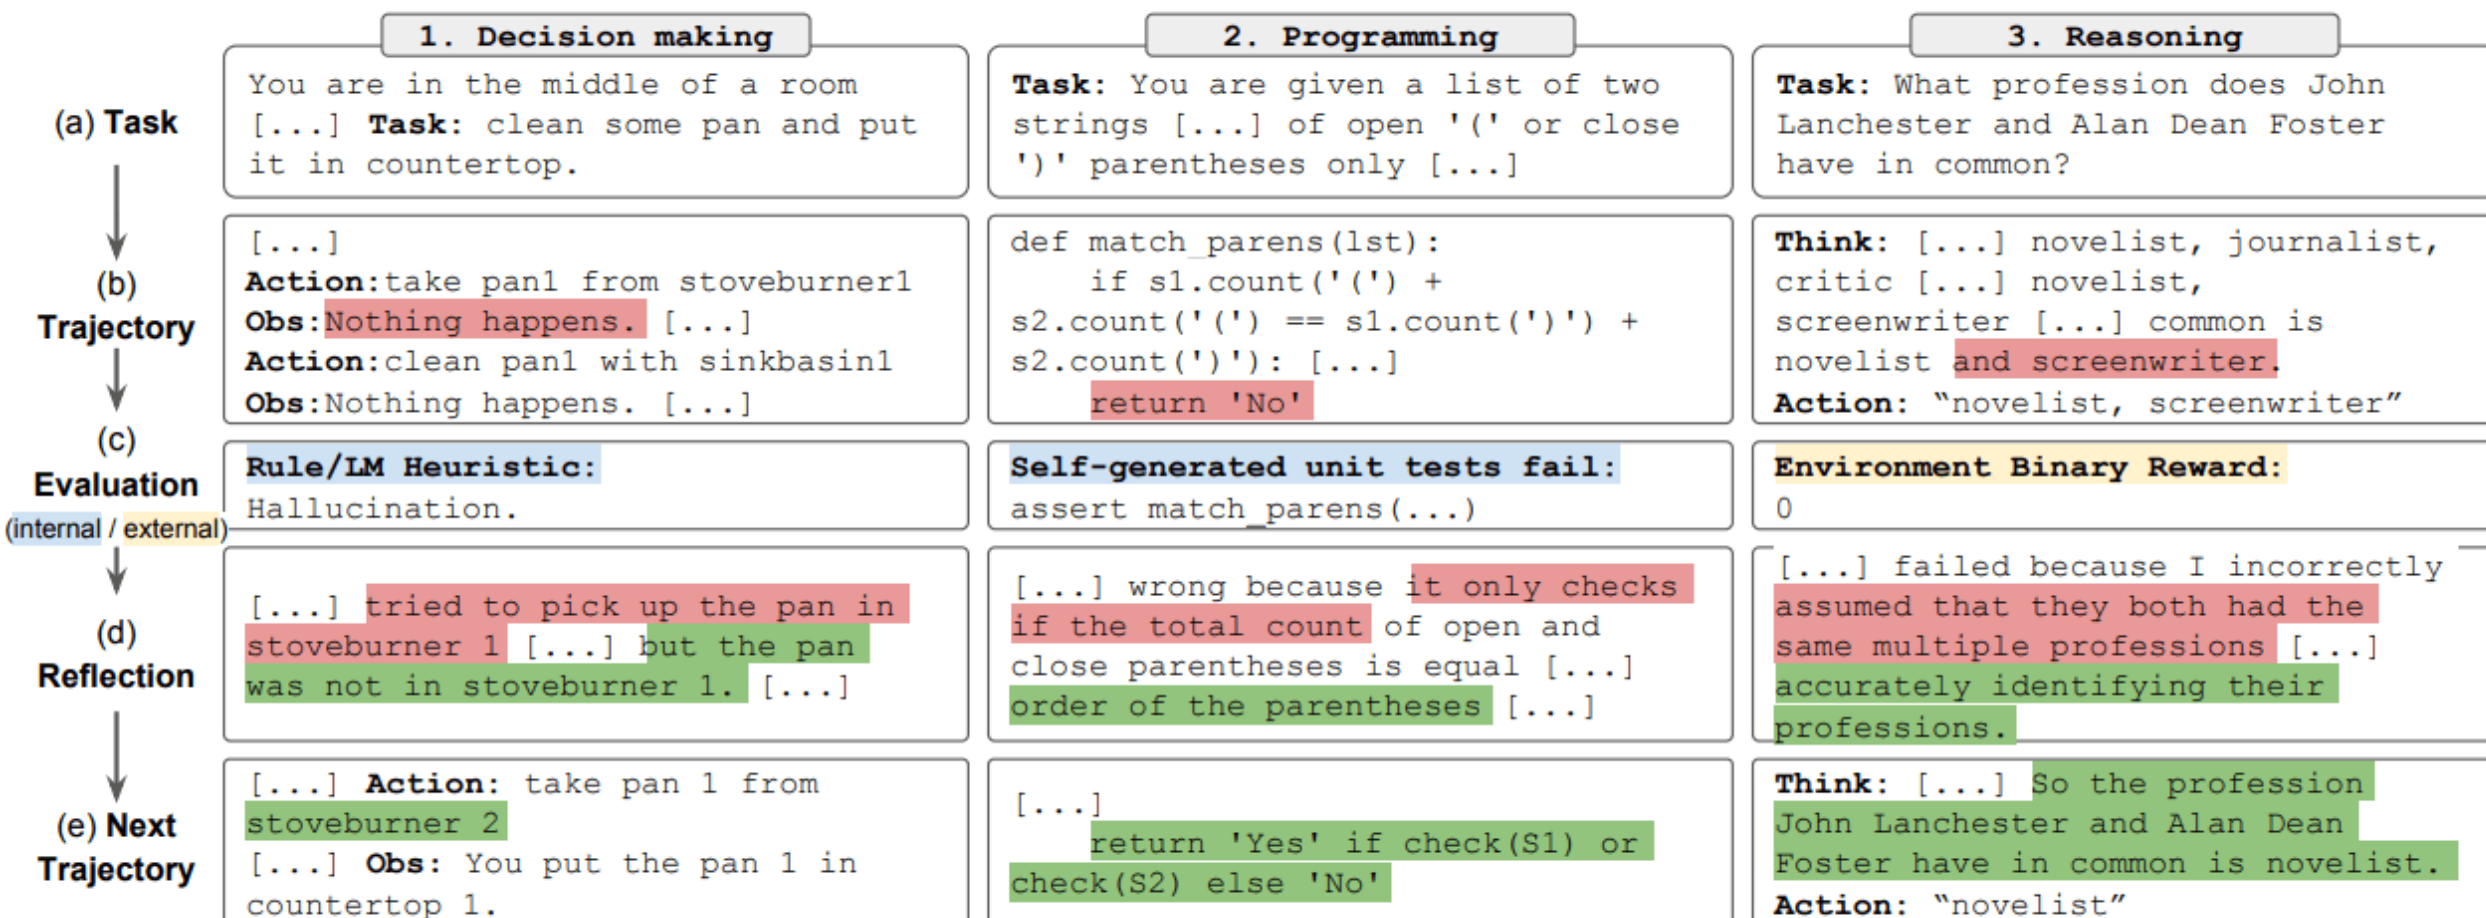 1. Decision making
2. Programming
3. Reasoning
(a) Task
You are in the middle of a room
[...] Task: clean some pan and put
it in countertop.
Task: You are given a list of two
strings [...] of open '(' or close
')' parentheses only [...]
Task: What profession does John
Lanchester and Alan Dean Foster
have in common?
(b)
Trajectory
[...]
Action:take pan1 from stoveburner1
Obs:Nothing happens. [...]
Action:clean pan1 with sinkbasin1
Obs:Nothing happens. [...]
def match_parens(lst):
    if s1.count('(') +
s2.count('(') == s1.count(')') +
s2.count(')'): [...]
    return 'No'
Think: [...] novelist, journalist,
critic [...] novelist,
screenwriter [...] common is
novelist and screenwriter.
Action: “novelist, screenwriter”
(c)
Evaluation
(internal / external)
Rule/LM Heuristic:
Hallucination.
Self-generated unit tests fail:
assert match_parens(...)
Environment Binary Reward:
0
(d)
Reflection
[...] tried to pick up the pan in
stoveburner 1 [...] but the pan
was not in stoveburner 1. [...]
[...] wrong because it only checks
if the total count of open and
close parentheses is equal [...]
order of the parentheses [...]
[...] failed because I incorrectly
assumed that they both had the
same multiple professions [...]
accurately identifying their
professions.
(e) Next
Trajectory
[...] Action: take pan 1 from
stoveburner 2
[...] Obs: You put the pan 1 in
countertop 1.
[...]
    return 'Yes' if check(S1) or
check(S2) else 'No'
Think: [...] So the profession
John Lanchester and Alan Dean
Foster have in common is novelist.
Action: “novelist”